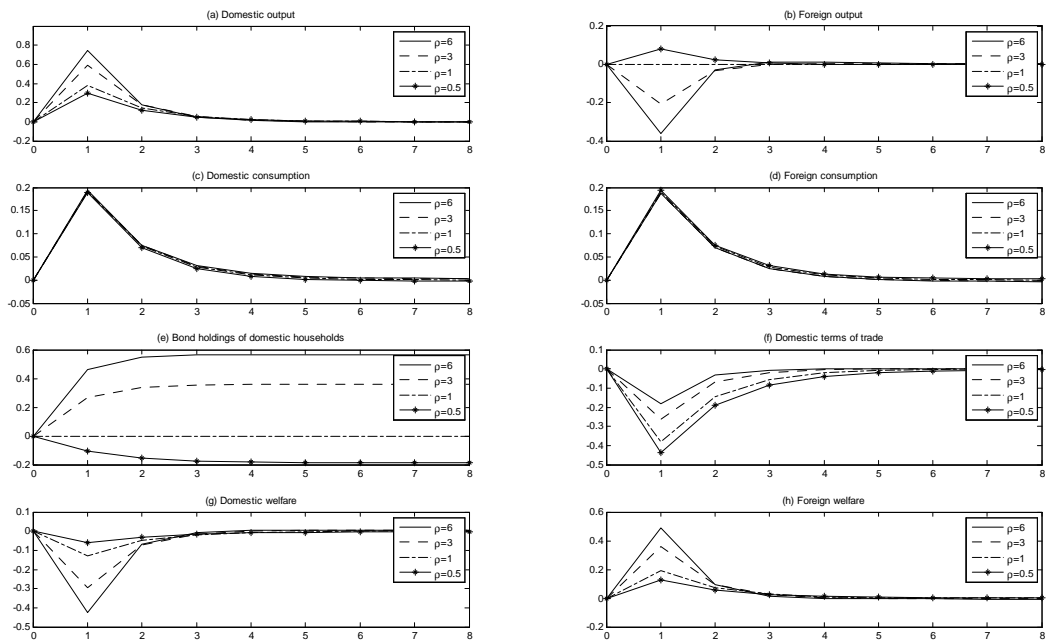 (a) Domestic output
0.8
0.6
0.4
0.2
0
-0.2
0 1 2 3 4 5 6 7 8
ρ=6
ρ=3
ρ=1
ρ=0.5
(b) Foreign output
0.2
0
-0.2
-0.4
0 1 2 3 4 5 6 7 8
ρ=6
ρ=3
ρ=1
ρ=0.5
(c) Domestic consumption
0.2
0.15
0.1
0.05
0
-0.05
0 1 2 3 4 5 6 7 8
ρ=6
ρ=3
ρ=1
ρ=0.5
(d) Foreign consumption
0.2
0.15
0.1
0.05
0
-0.05
0 1 2 3 4 5 6 7 8
ρ=6
ρ=3
ρ=1
ρ=0.5
(e) Bond holdings of domestic households
0.6
0.4
0.2
0
-0.2
0 1 2 3 4 5 6 7 8
ρ=6
ρ=3
ρ=1
ρ=0.5
(f) Domestic terms of trade
0.1
0
-0.1
-0.2
-0.3
-0.4
-0.5
0 1 2 3 4 5 6 7 8
ρ=6
ρ=3
ρ=1
ρ=0.5
(g) Domestic welfare
0.1
0
-0.1
-0.2
-0.3
-0.4
-0.5
0 1 2 3 4 5 6 7 8
ρ=6
ρ=3
ρ=1
ρ=0.5
(h) Foreign welfare
0.6
0.4
0.2
0
-0.2
0 1 2 3 4 5 6 7 8
ρ=6
ρ=3
ρ=1
ρ=0.5